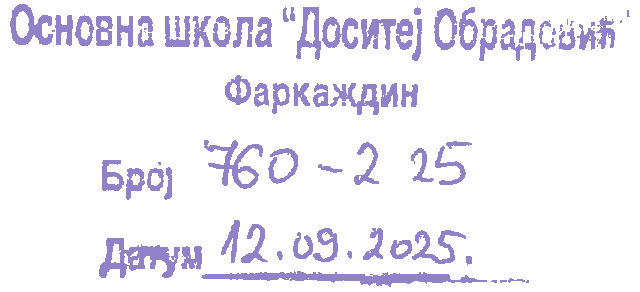 Основна школа “Доситеј Обрадовић”
Фаркаждин
Број 760-2 25
Датум 12.09.2025.